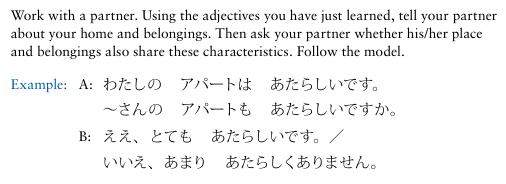 Work with a partner. Using the adjectives you have just learned, tell your partner
about your home and belongings. Then ask your partner whether his/her place
and belongings also share these characteristics. Follow the model.
Example: A: わたしの　アパートは　あたらしいです。
～さんの　アパートも　あたらしいですか。
B: ええ、とても　あたらしいです。／
いいえ、あまり　あたらしくありません。